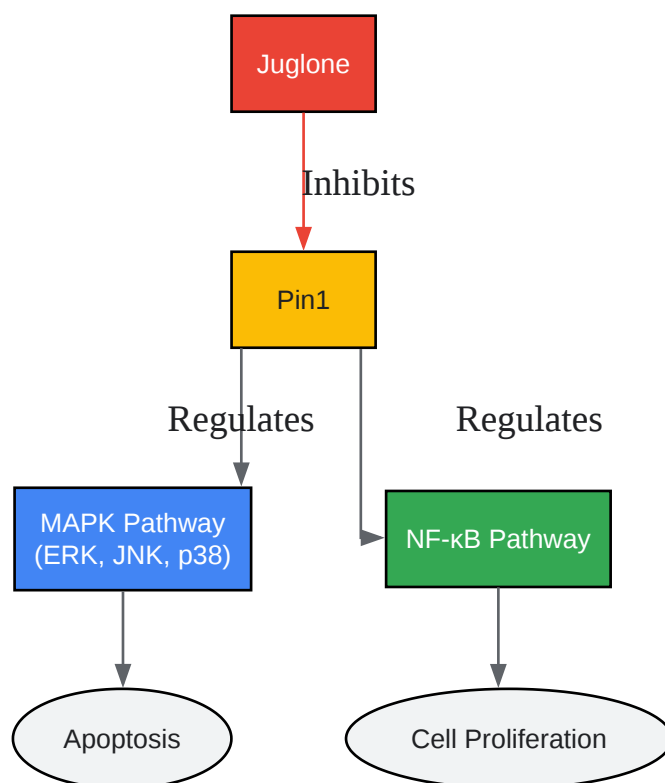 Juglone
Inhibits
Pin1
Regulates
Regulates
MAPK Pathway
(ERK, JNK, p38)
NF-κB Pathway
Apoptosis
Cell Proliferation